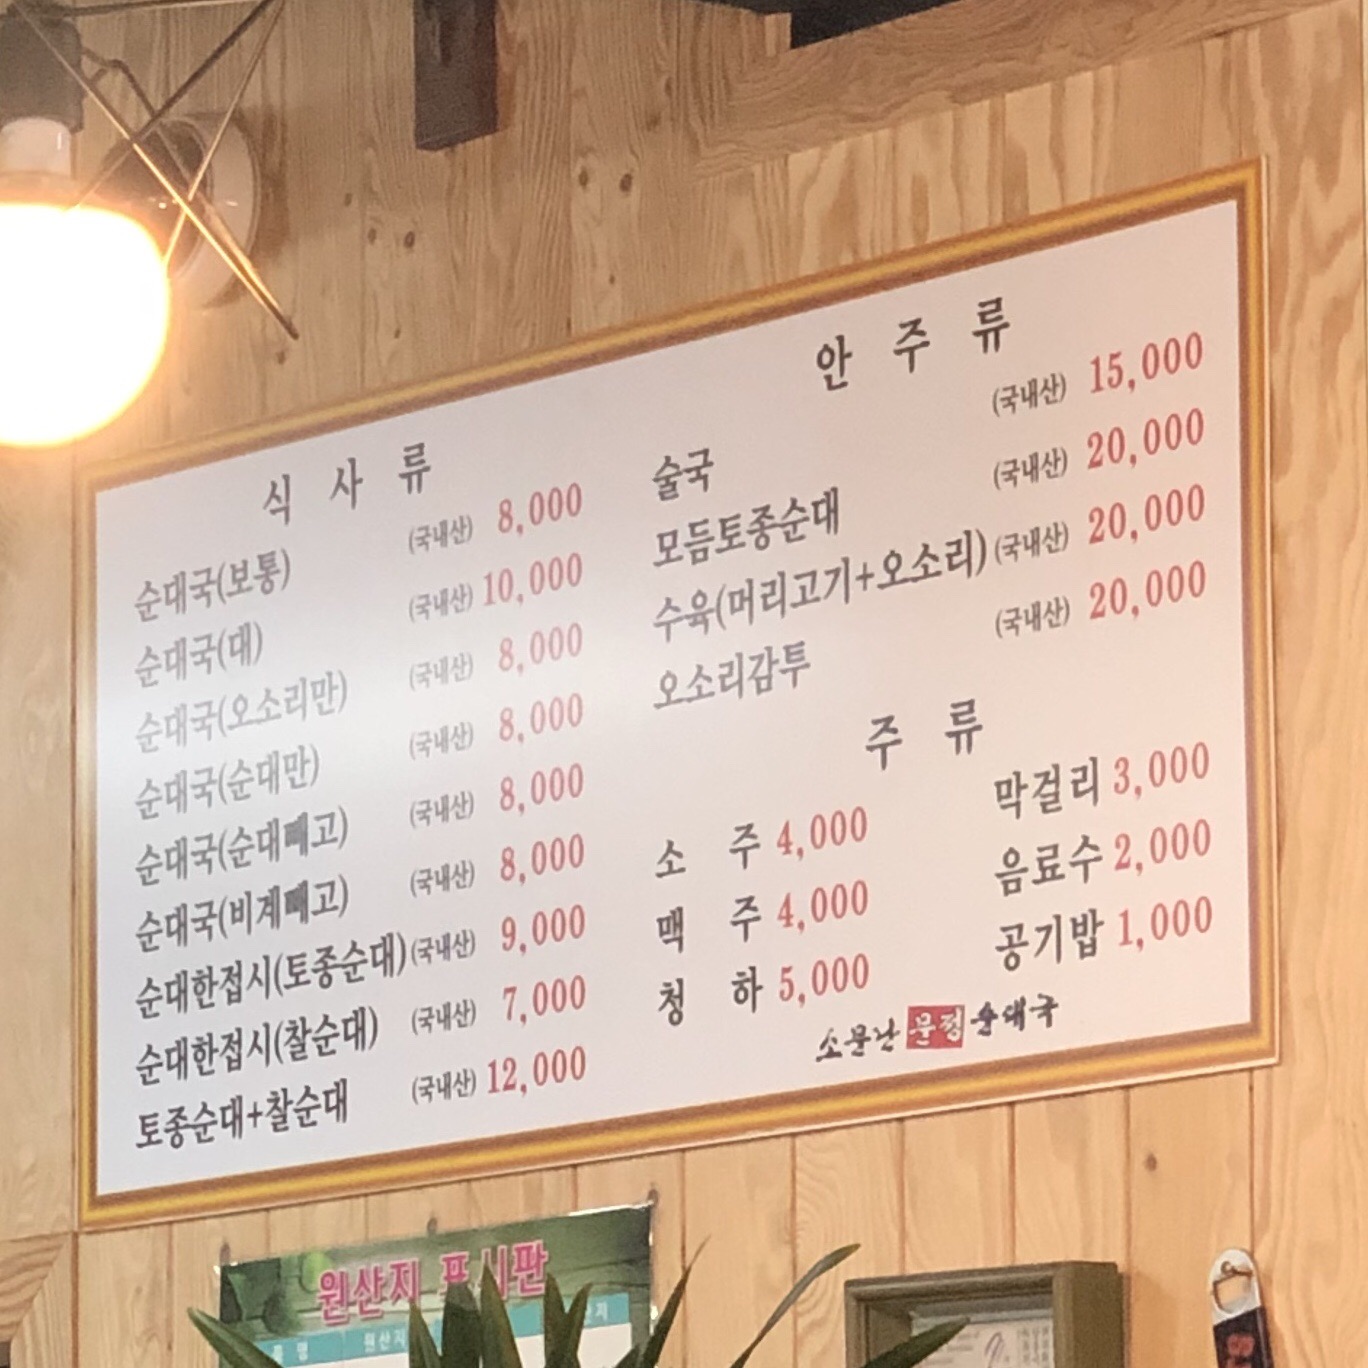 식 사 류
순대국(보통) (국내산) 8,000
순대국(대) (국내산) 10,000
순대국(오소리만) (국내산) 8,000
순대국(순대만) (국내산) 8,000
순대국(순대빼고) (국내산) 8,000
순대국(비계빼고) (국내산) 8,000
순대한접시(토종순대) (국내산) 9,000
순대한접시(찰순대) (국내산) 7,000
토종순대+찰순대 (국내산) 12,000
안 주 류
술국 (국내산) 15,000
모듬토종순대 (국내산) 20,000
수육(머리고기+오소리) (국내산) 20,000
오소리감투 (국내산) 20,000
주 류
소 주 4,000
맥 주 4,000
청 하 5,000
막걸리 3,000
음료수 2,000
공기밥 1,000
소문난 문정 순대국
원산지 표시판